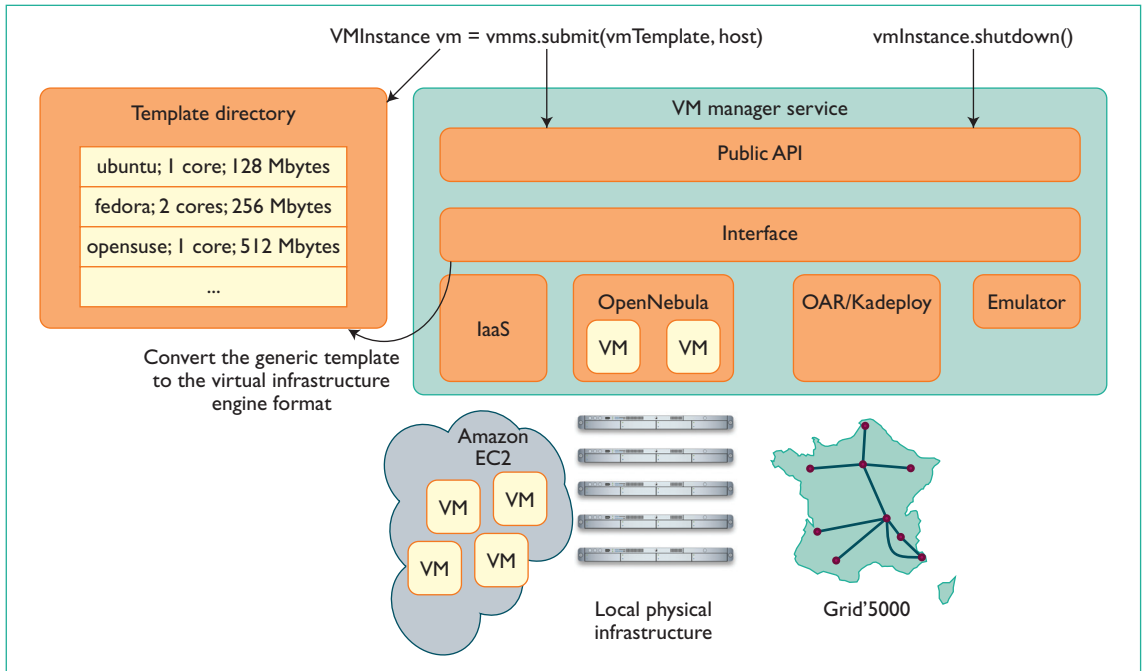 VMInstance vm = vmms.submit(vmTemplate, host)
vmInstance.shutdown()
Template directory
ubuntu; 1 core; 128 Mbytes
fedora; 2 cores; 256 Mbytes
opensuse; 1 core; 512 Mbytes
...
VM manager service
Public API
Interface
IaaS
OpenNebula
VM
VM
OAR/Kadeploy
Emulator
Convert the generic template
to the virtual infrastructure
engine format
Amazon
EC2
VM
VM
VM
VM
Local physical
infrastructure
Grid'5000